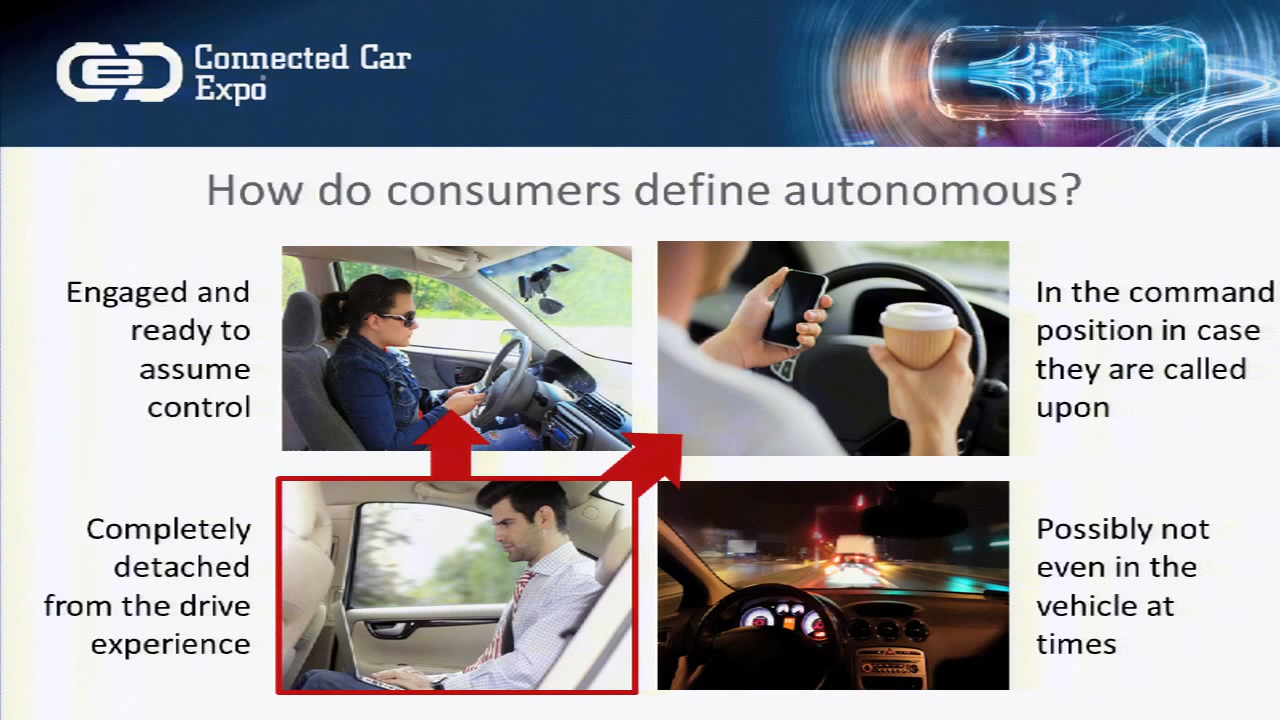 Connected Car
Expo
How do consumers define autonomous?
Engaged and
ready to
assume
control
In the command
position in case
they are called
upon
Completely
detached
from the drive
experience
Possibly not
even in the
vehicle at
times